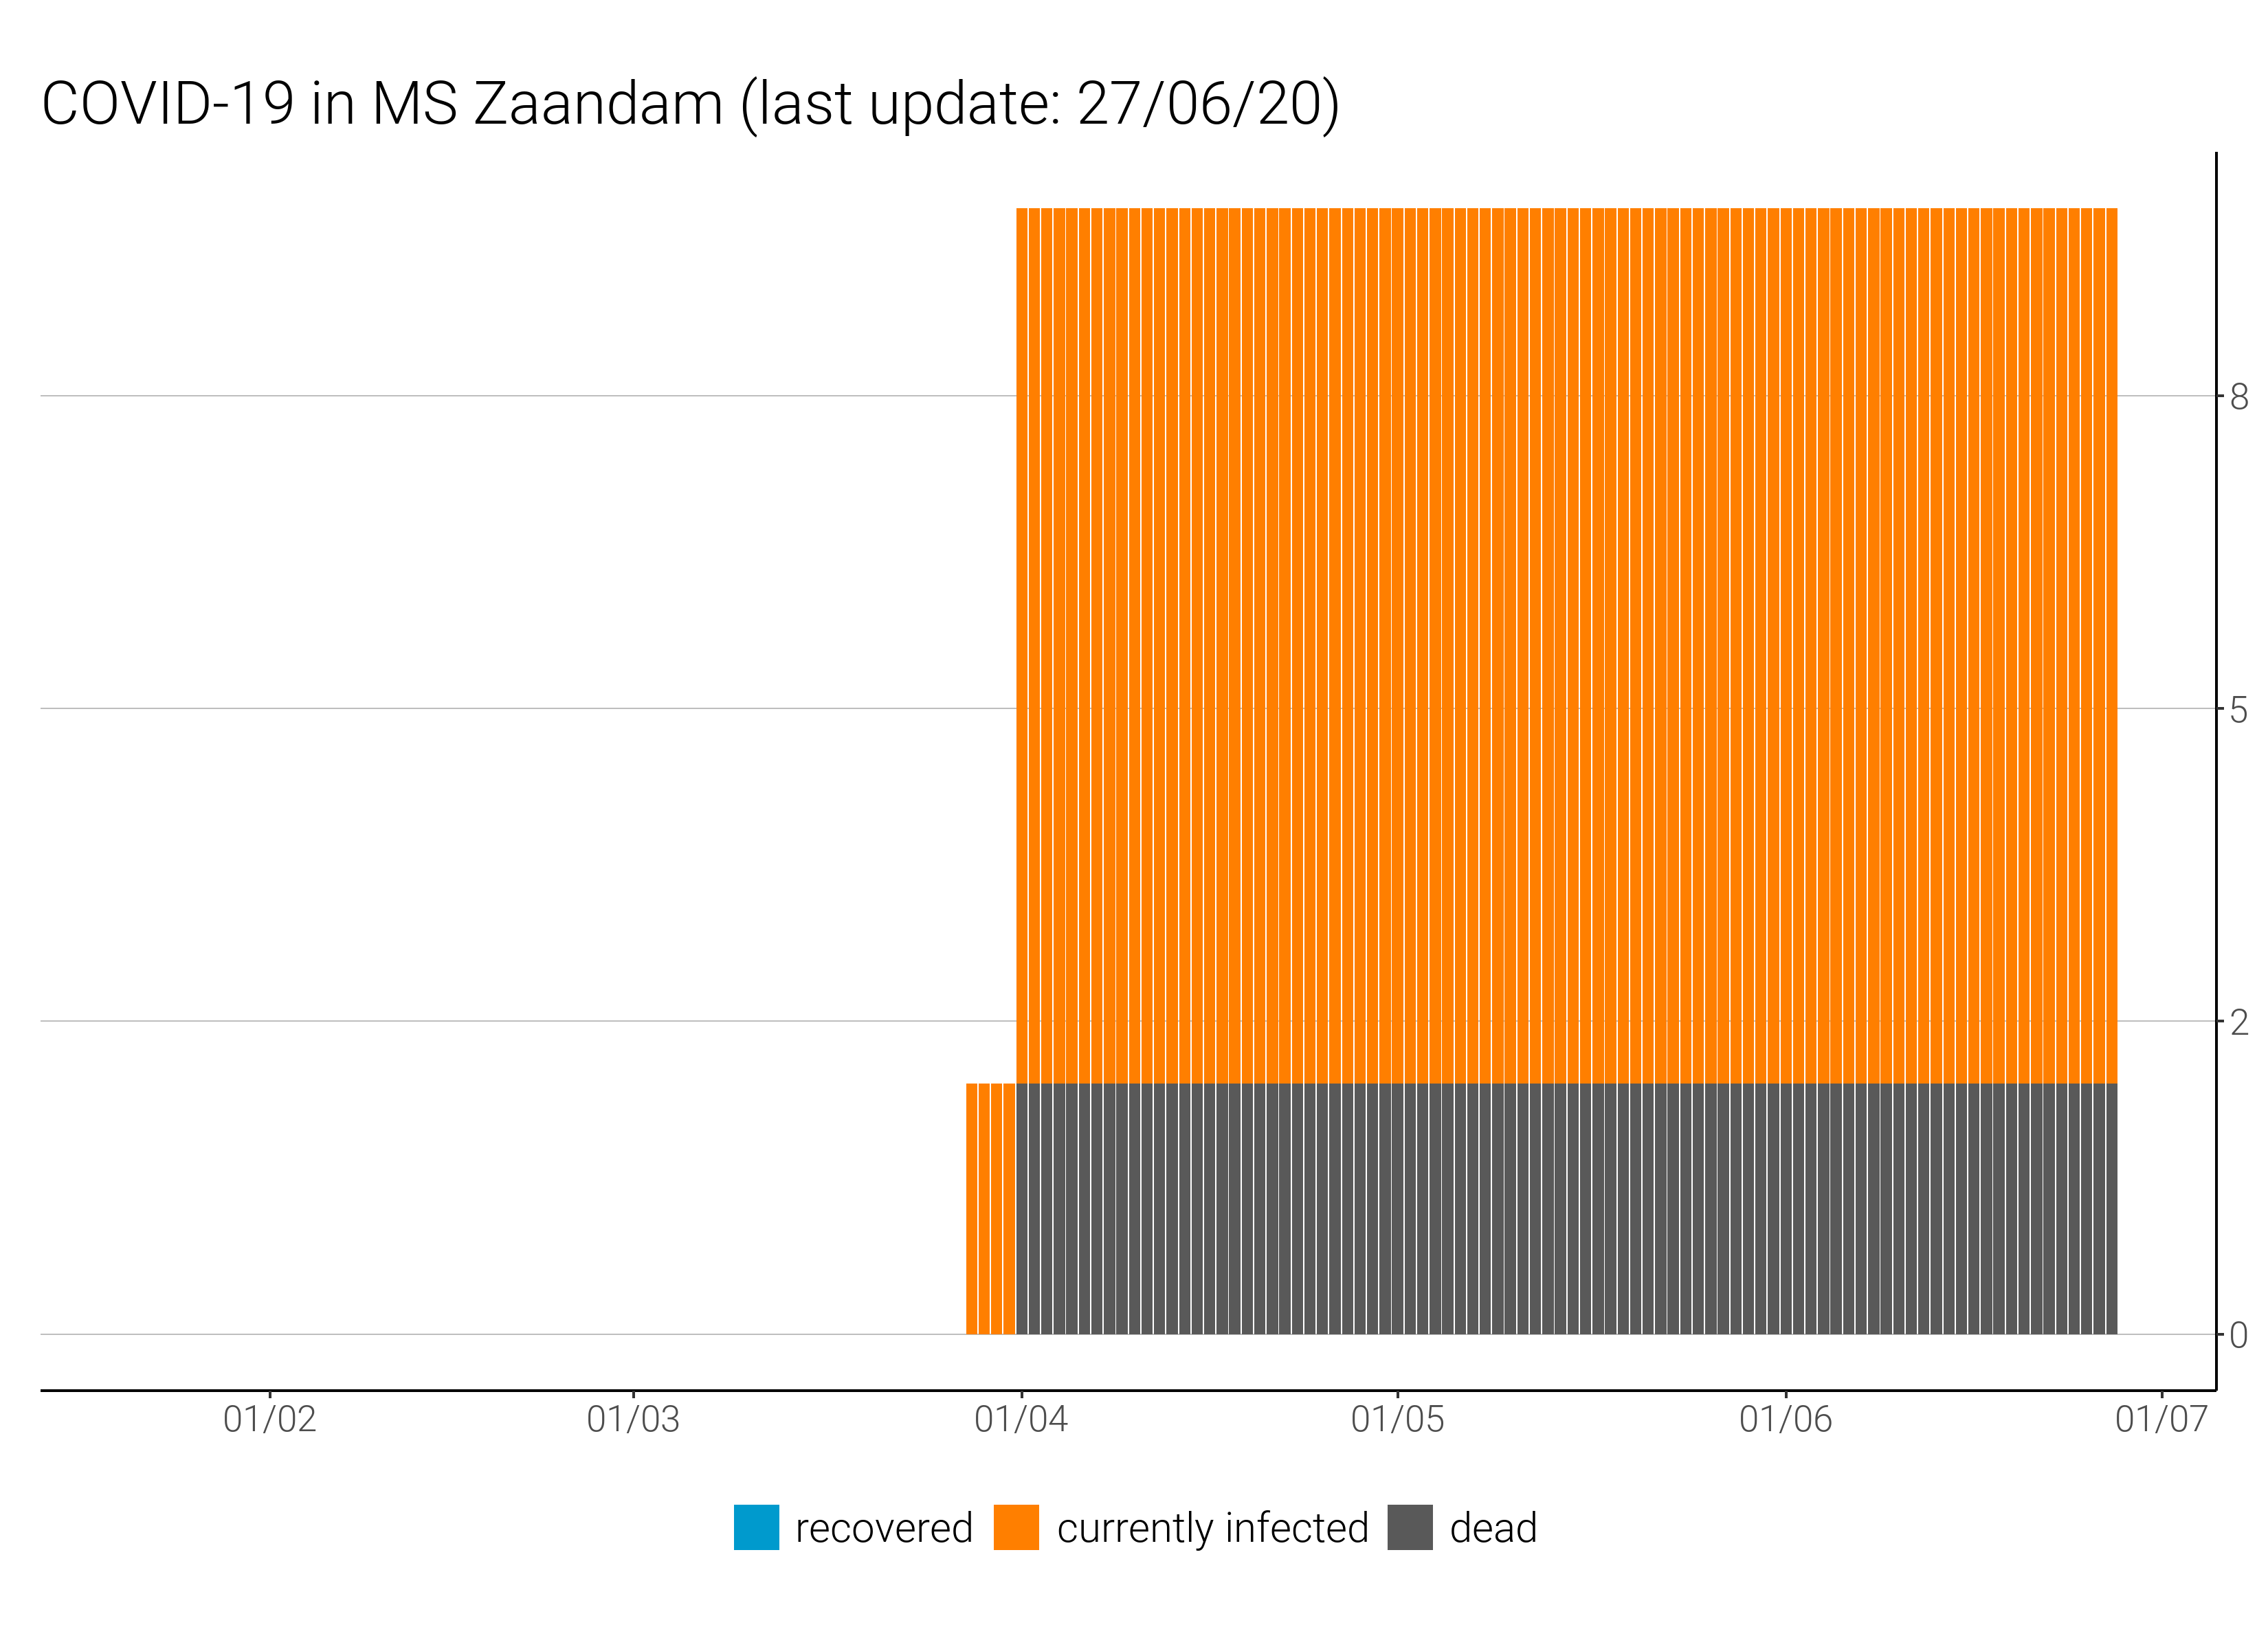 COVID-19 in MS Zaandam (last update: 27/06/20)
8
5
2
0
01/02 01/03 01/04 01/05 01/06 01/07
recovered currently infected dead